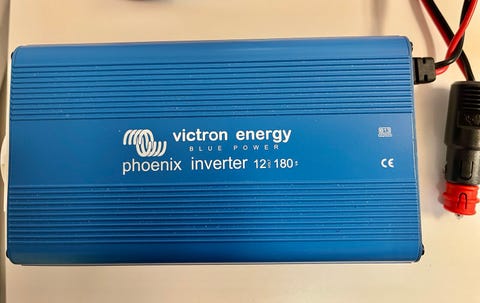 victron energy
BLUE POWER
phoenix inverter 12 180
CE